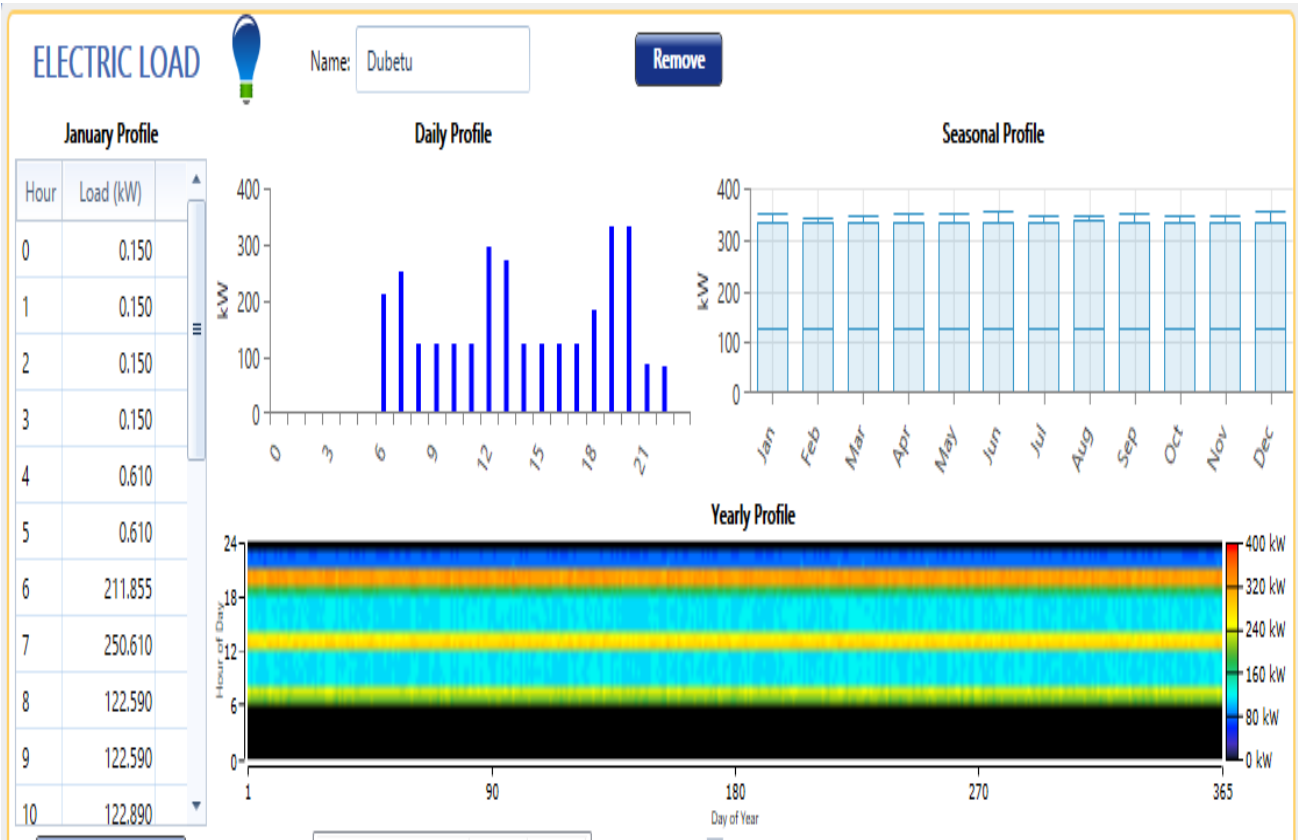 ELECTRIC LOAD
Name: Dubetu
Remove
January Profile
Hour Load (kW)
0 0.150
1 0.150
2 0.150
3 0.150
4 0.610
5 0.610
6 211.855
7 250.610
8 122.590
9 122.590
10 122.890
Daily Profile
kW
400
300
200
100
0
0 3 6 9 12 15 18 21
Seasonal Profile
kW
400
300
200
100
0
Jan Feb Mar Apr May Jun Jul Aug Sep Oct Nov Dec
Yearly Profile
Hour of Day
24
18
12
6
0
1 90 180 270 365
Day of Year
400 kW
320 kW
240 kW
160 kW
80 kW
0 kW